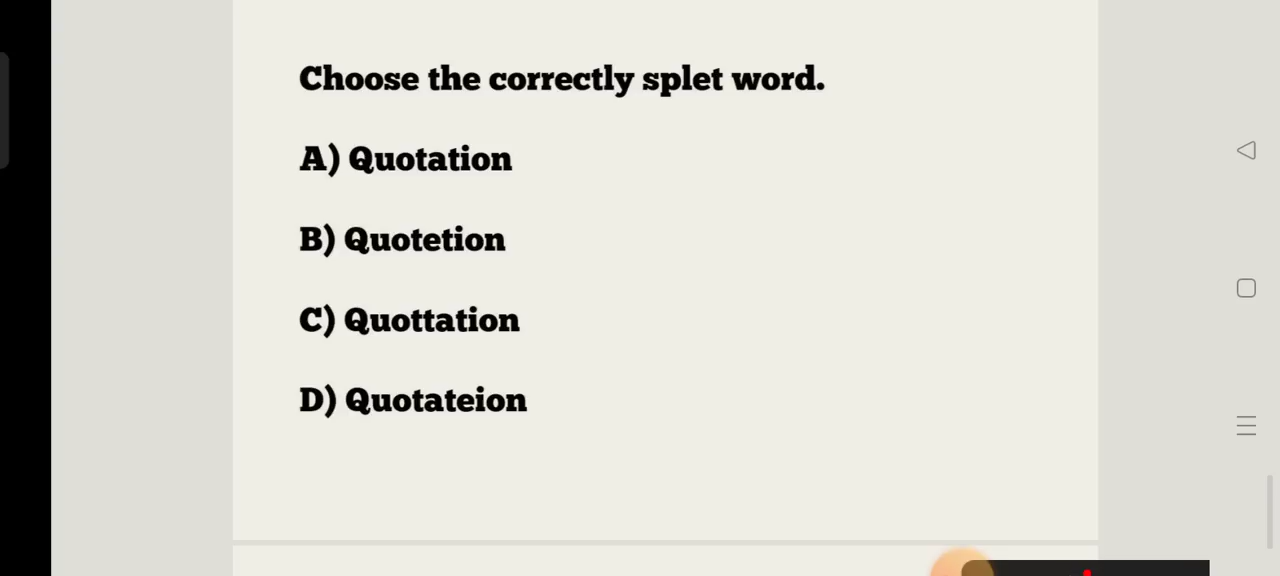 Choose the correctly splet word.
A) Quotation
B) Quotetion
C) Quottation
D) Quotateion